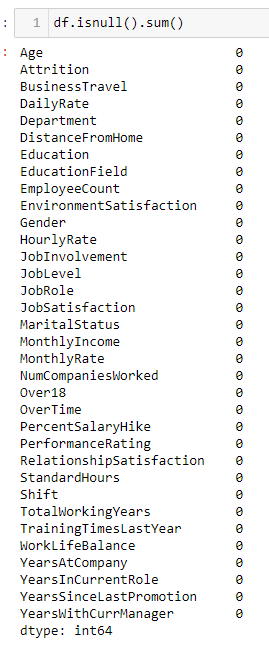 : 1 df.isnull().sum()
: Age 0
Attrition 0
BusinessTravel 0
DailyRate 0
Department 0
DistanceFromHome 0
Education 0
EducationField 0
EmployeeCount 0
EnvironmentSatisfaction 0
Gender 0
HourlyRate 0
JobInvolvement 0
JobLevel 0
JobRole 0
JobSatisfaction 0
MaritalStatus 0
MonthlyIncome 0
MonthlyRate 0
NumCompaniesWorked 0
Over18 0
OverTime 0
PercentSalaryHike 0
PerformanceRating 0
RelationshipSatisfaction 0
StandardHours 0
Shift 0
TotalWorkingYears 0
TrainingTimesLastYear 0
WorkLifeBalance 0
YearsAtCompany 0
YearsInCurrentRole 0
YearsSinceLastPromotion 0
YearsWithCurrManager 0
dtype: int64